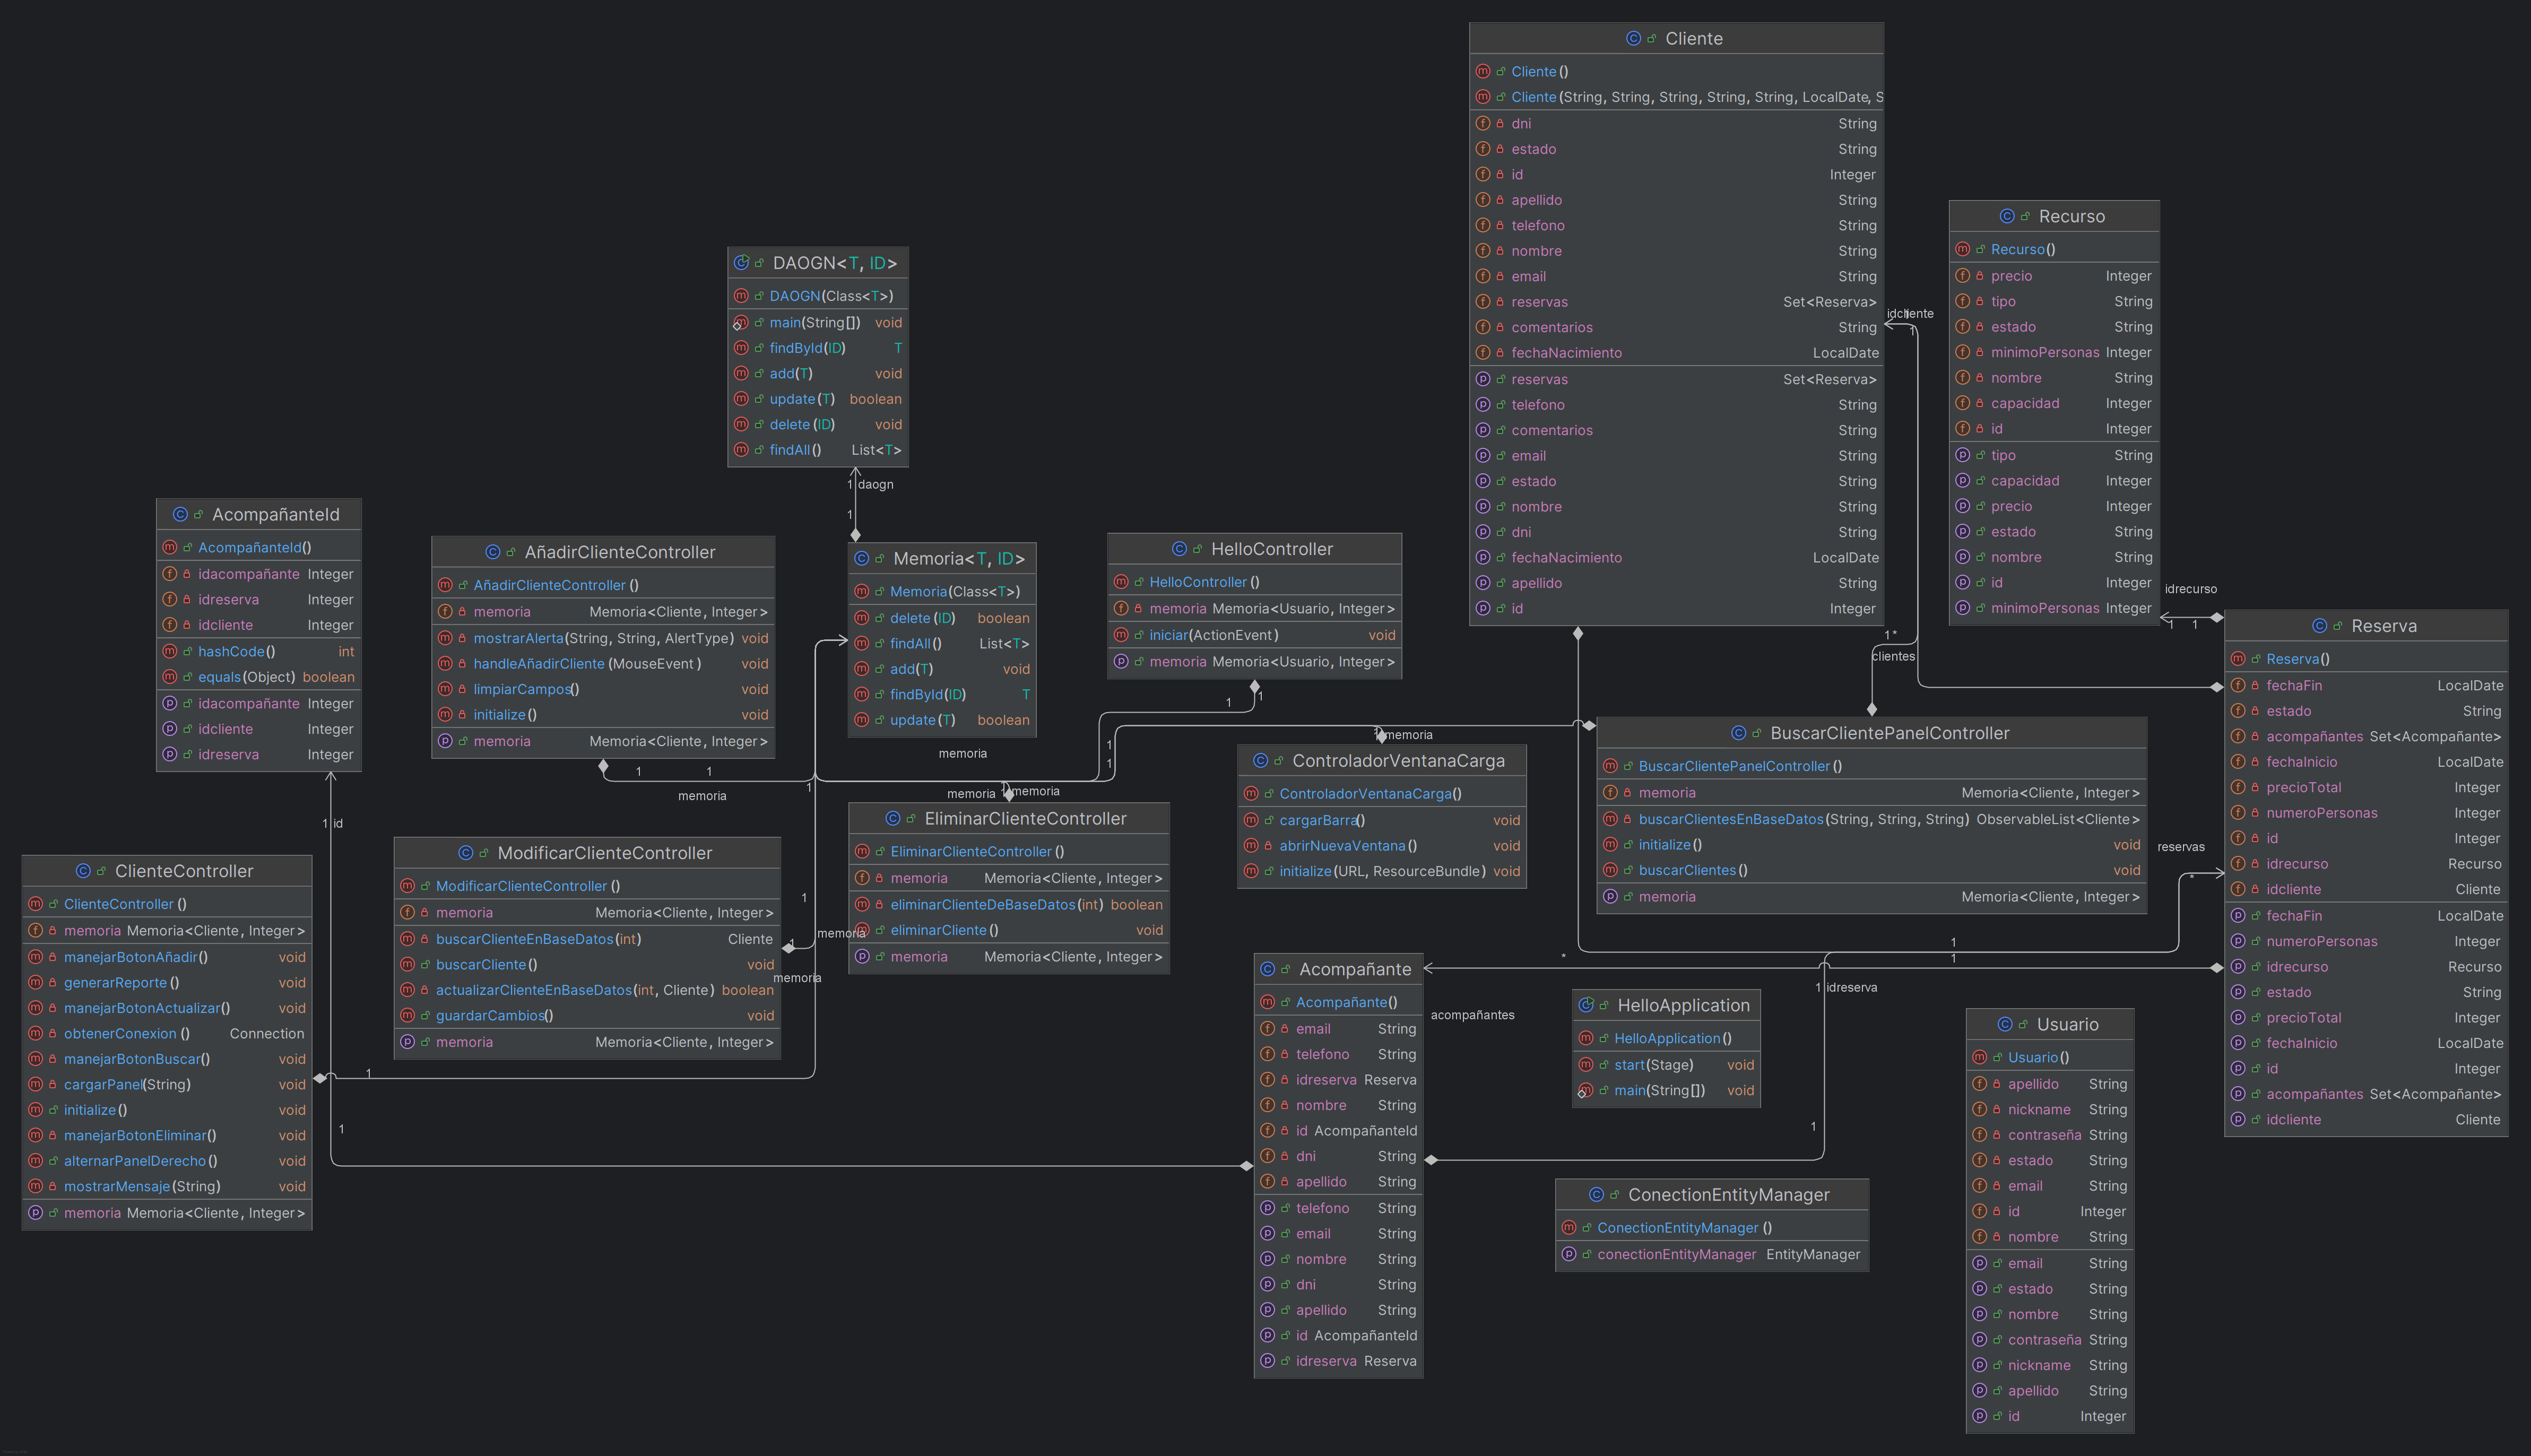 Cliente
Cliente()
Cliente(String, String, String, String, String, LocalDate, S
dni String
estado String
id Integer
apellido String
telefono String
nombre String
email String
reservas Set<Reserva>
comentarios String
fechaNacimiento LocalDate
reservas Set<Reserva>
telefono String
comentarios String
email String
estado String
nombre String
dni String
fechaNacimiento LocalDate
apellido String
id Integer
Recurso
Recurso()
precio Integer
tipo String
estado String
minimoPersonas Integer
nombre String
capacidad Integer
id Integer
tipo String
capacidad Integer
precio Integer
estado String
nombre String
id Integer
minimoPersonas Integer
DAOGN<T, ID>
DAOGN(Class<T>)
main(String[]) void
findById(ID) T
add(T) void
update(T) boolean
delete(ID) void
findAll() List<T>
1 daogn
1
AcompañanteId
AcompañanteId()
idacompañante Integer
idreserva Integer
idcliente Integer
hashCode() int
equals(Object) boolean
idacompañante Integer
idcliente Integer
idreserva Integer
1 id
AñadirClienteController
AñadirClienteController()
memoria Memoria<Cliente, Integer>
mostrarAlerta(String, String, AlertType) void
handleAñadirCliente(MouseEvent) void
limpiarCampos() void
initialize() void
memoria Memoria<Cliente, Integer>
1
1
memoria
Memoria<T, ID>
Memoria(Class<T>)
delete(ID) boolean
findAll() List<T>
add(T) void
findById(ID) T
update(T) boolean
memoria
HelloController
HelloController()
memoria Memoria<Usuario, Integer>
iniciar(ActionEvent) void
memoria Memoria<Usuario, Integer>
1
1
1
1
1
memoria
1
memoria
memoria
idcliente
1
1 *
clientes
idrecurso
1
1
Reserva
Reserva()
fechaFin LocalDate
estado String
acompañantes Set<Acompañante>
fechaInicio LocalDate
precioTotal Integer
numeroPersonas Integer
id Integer
idrecurso Recurso
idcliente Cliente
fechaFin LocalDate
numeroPersonas Integer
idrecurso Recurso
estado String
precioTotal Integer
fechaInicio LocalDate
id Integer
acompañantes Set<Acompañante>
idcliente Cliente
reservas
*
ControladorVentanaCarga
ControladorVentanaCarga()
cargarBarra() void
abrirNuevaVentana() void
initialize(URL, ResourceBundle) void
BuscarClientePanelController
BuscarClientePanelController()
memoria Memoria<Cliente, Integer>
buscarClientesEnBaseDatos(String, String, String) ObservableList<Cliente>
initialize() void
buscarClientes() void
memoria Memoria<Cliente, Integer>
EliminarClienteController
EliminarClienteController()
memoria Memoria<Cliente, Integer>
eliminarClienteDeBaseDatos(int) boolean
eliminarCliente() void
memoria Memoria<Cliente, Integer>
ModificarClienteController
ModificarClienteController()
memoria Memoria<Cliente, Integer>
buscarClienteEnBaseDatos(int) Cliente
buscarCliente() void
actualizarClienteEnBaseDatos(int, Cliente) boolean
guardarCambios() void
memoria Memoria<Cliente, Integer>
1
1
memoria
memoria
ClienteController
ClienteController()
memoria Memoria<Cliente, Integer>
manejarBotonAñadir() void
generarReporte() void
manejarBotonActualizar() void
obtenerConexion() Connection
manejarBotonBuscar() void
cargarPanel(String) void
initialize() void
manejarBotonEliminar() void
alternarPanelDerecho() void
mostrarMensaje(String) void
memoria Memoria<Cliente, Integer>
1
1
Acompañante
Acompañante()
email String
telefono String
idreserva Reserva
nombre String
id AcompañanteId
dni String
apellido String
telefono String
email String
nombre String
dni String
apellido String
id AcompañanteId
idreserva Reserva
*
acompañantes
1
1
1 idreserva
1
HelloApplication
HelloApplication()
start(Stage) void
main(String[]) void
ConectionEntityManager
ConectionEntityManager()
conectionEntityManager EntityManager
Usuario
Usuario()
apellido String
nickname String
contraseña String
estado String
email String
id Integer
nombre String
email String
estado String
nombre String
contraseña String
nickname String
apellido String
id Integer